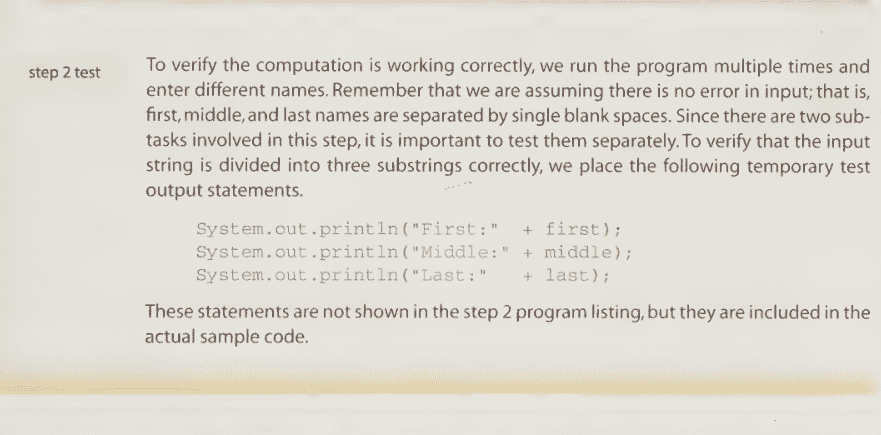 step 2 test
To verify the computation is working correctly, we run the program multiple times and
enter different names. Remember that we are assuming there is no error in input; that is,
first, middle, and last names are separated by single blank spaces. Since there are two sub-
tasks involved in this step, it is important to test them separately. To verify that the input
string is divided into three substrings correctly, we place the following temporary test
output statements.
System.out.println("First:" + first);
System.out.println("Middle:" + middle);
System.out.println("Last:" + last);
These statements are not shown in the step 2 program listing, but they are included in the
actual sample code.